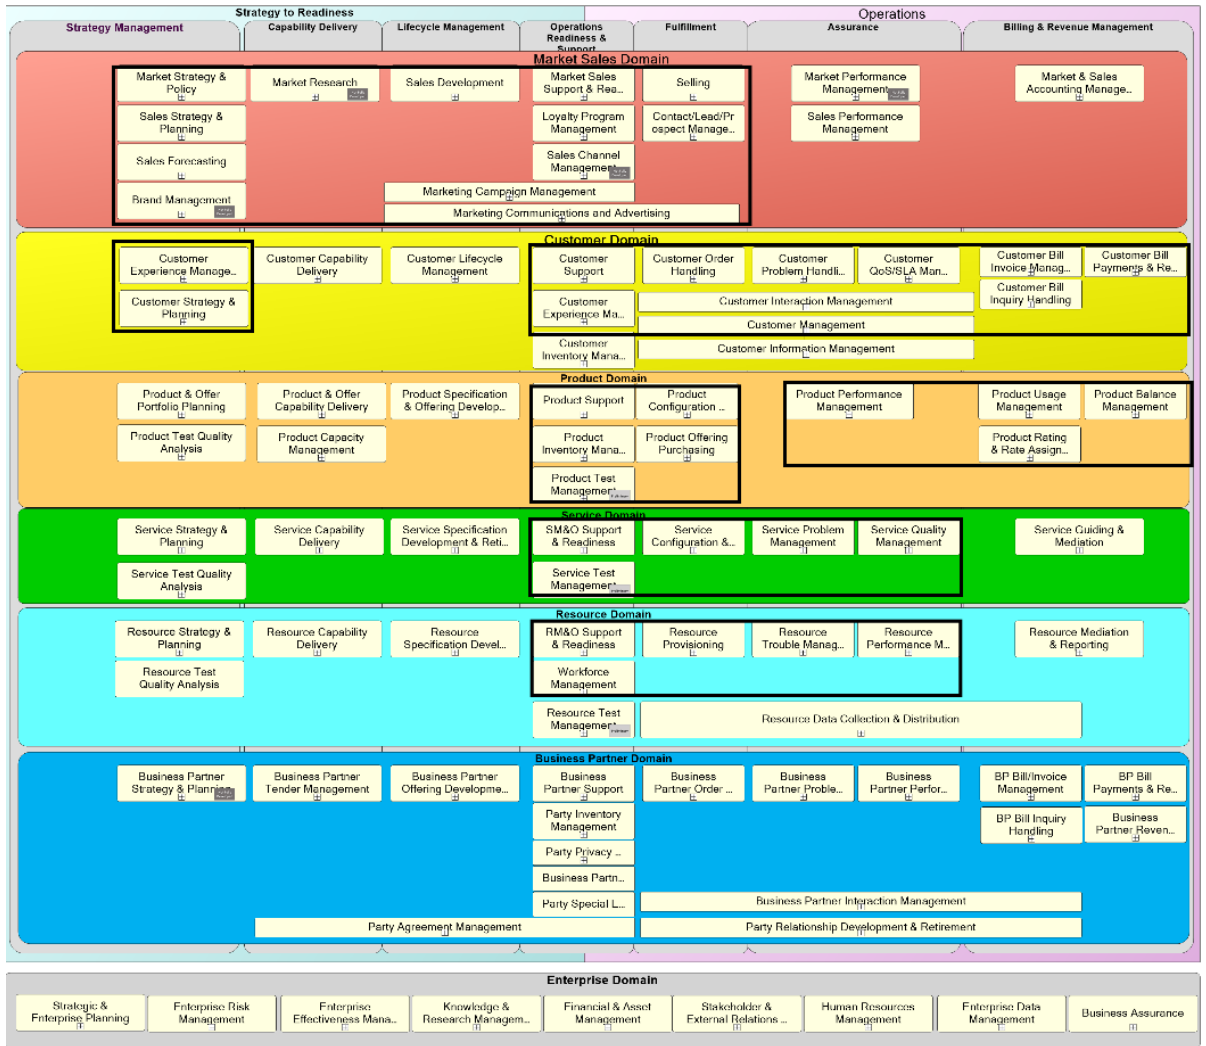 Strategy to Readiness
Operations
Strategy Management
Capability Delivery
Lifecycle Management
Operations
Readiness &
Support
Fulfillment
Assurance
Billing & Revenue Management
Market Sales Domain
Market Strategy &
Policy
Market Research
Sales Development
Market Sales
Support & Rea...
Selling
Market Performance
Management
Market & Sales
Accounting Manage...
Sales Strategy &
Planning
Loyalty Program
Management
Contact/Lead/Pr
ospect Manage...
Sales Performance
Management
Sales Forecasting
Sales Channel
Management
Brand Management
Marketing Campaign Management
Marketing Communications and Advertising
Customer Domain
Customer
Experience Manage...
Customer Capability
Delivery
Customer Lifecycle
Management
Customer
Support
Customer Order
Handling
Customer
Problem Handli...
Customer
QoS/SLA Man...
Customer Bill
Invoice Manag...
Customer Bill
Payments & Re...
Customer Strategy &
Planning
Customer
Experience Ma...
Customer Interaction Management
Customer Bill
Inquiry Handling
Customer Management
Customer
Inventory Mana...
Customer Information Management
Product Domain
Product & Offer
Portfolio Planning
Product & Offer
Capability Delivery
Product Specification
& Offering Develop...
Product Support
Product
Configuration ...
Product Performance
Management
Product Usage
Management
Product Balance
Management
Product Test Quality
Analysis
Product Capacity
Management
Product
Inventory Mana...
Product Offering
Purchasing
Product Rating
& Rate Assign...
Product Test
Management
Service Domain
Service Strategy &
Planning
Service Capability
Delivery
Service Specification
Development & Reti...
SM&O Support
& Readiness
Service
Configuration &...
Service Problem
Management
Service Quality
Management
Service Guiding &
Mediation
Service Test Quality
Analysis
Service Test
Management
Resource Domain
Resource Strategy &
Planning
Resource Capability
Delivery
Resource
Specification Devel...
RM&O Support
& Readiness
Resource
Provisioning
Resource
Trouble Manag...
Resource
Performance M...
Resource Mediation
& Reporting
Resource Test
Quality Analysis
Workforce
Management
Resource Test
Management
Resource Data Collection & Distribution
Business Partner Domain
Business Partner
Strategy & Planning
Business Partner
Tender Management
Business Partner
Offering Developme...
Business
Partner Support
Business
Partner Order ...
Business
Partner Proble...
Business
Partner Perfor...
BP Bill/Invoice
Management
BP Bill
Payments & Re...
Party Inventory
Management
BP Bill Inquiry
Handling
Business
Partner Reven...
Party Privacy ...
Business Partn...
Party Special L...
Business Partner Interaction Management
Party Agreement Management
Party Relationship Development & Retirement
Enterprise Domain
Strategic &
Enterprise Planning
Enterprise Risk
Management
Enterprise
Effectiveness Mana...
Knowledge &
Research Managem...
Financial & Asset
Management
Stakeholder &
External Relations ...
Human Resources
Management
Enterprise Data
Management
Business Assurance